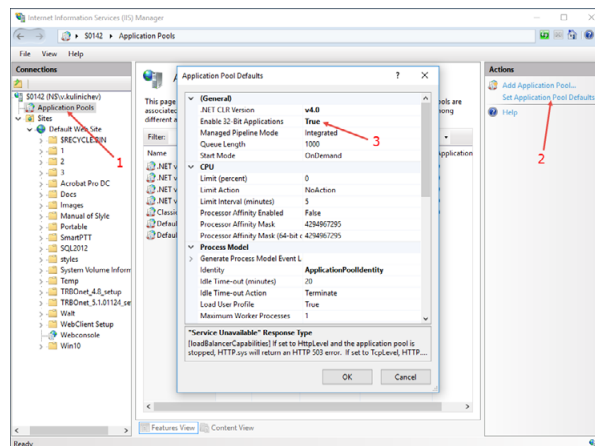 Internet Information Services (IIS) Manager
S0142 Application Pools
File View Help
Connections
S0142 (NS\v.kulinichev)
Application Pools
Sites
Default Web Site
$RECYCLE.BIN
1
2
3
Acrobat Pro DC
Docs
Images
Manual of Slyle
Portable
SmartPTT
SQL2012
styles
System Volume Inform
Temp
TRBOnet_4.8_setup
TRBOnet_5.1.01124_se
Walt
WebClient Setup
Webconsole
Win10
1
This page
associate
different a
Filter:
Name
.NET v
.NET v
.NET v
.NET v
Classic
Defau
Defau
ools are
mong
Application
Application Pool Defaults
? X
(General)
.NET CLR Version v4.0
Enable 32-Bit Applications True
Managed Pipeline Mode Integrated
Queue Length 1000
Start Mode OnDemand
CPU
Limit (percent) 0
Limit Action NoAction
Limit Interval (minutes) 5
Processor Affinity Enabled False
Processor Affinity Mask 4294967295
Processor Affinity Mask (64-bit c 4294967295
Process Model
Generate Process Model Event L
Identity ApplicationPoolIdentity
Idle Time-out (minutes) 20
Idle Time-out Action Terminate
Load User Profile True
Maximum Worker Processes 1
3
"Service Unavailable" Response Type
[loadBalancerCapabilities] If set to HttpLevel and the application pool is
stopped, HTTP.sys will return an HTTP 503 error. If set to TcpLevel, HTTP....
OK Cancel
Features View Content View
Actions
Add Application Pool...
Set Application Pool Defaults
Help
2
Ready